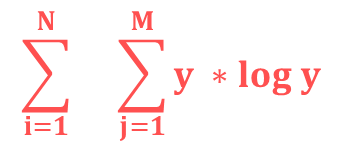 N M
∑ ∑ y * log y
i=1 j=1